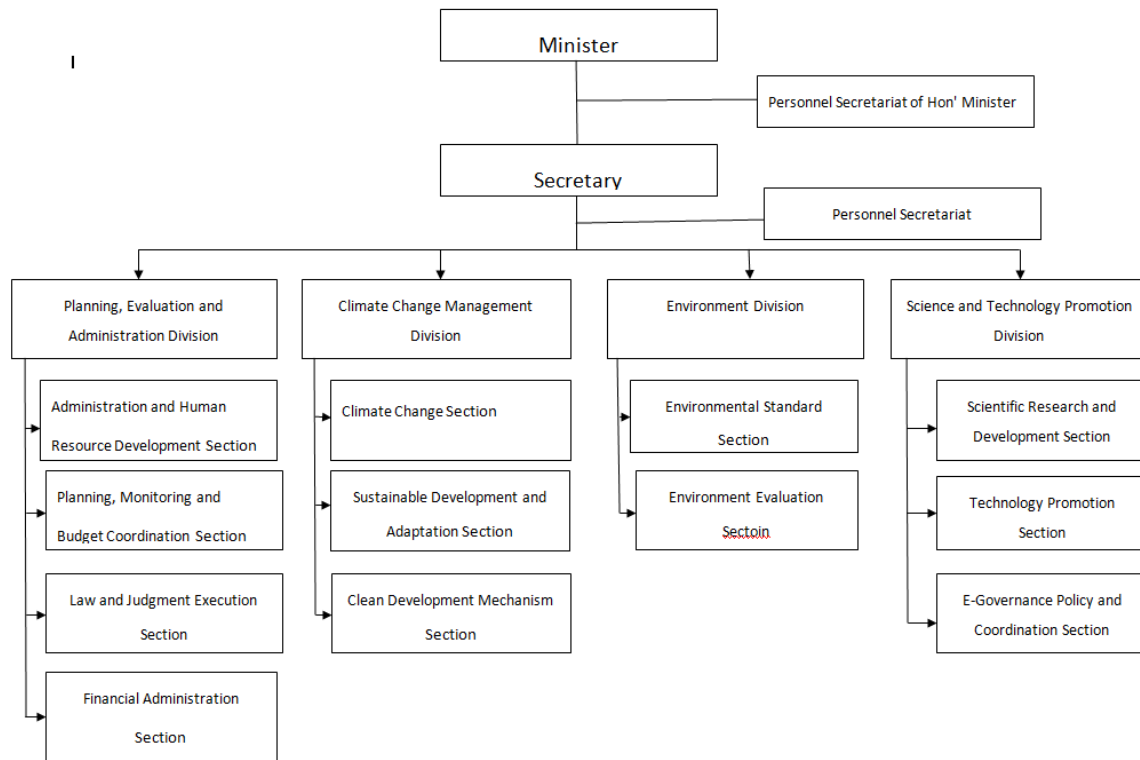 Minister
I
Personnel Secretariat of Hon' Minister
Secretary
Personnel Secretariat
Planning, Evaluation and
Administration Division
Climate Change Management
Division
Environment Division
Science and Technology Promotion
Division
Administration and Human
Resource Development Section
Planning, Monitoring and
Budget Coordination Section
Law and Judgment Execution
Section
Financial Administration
Section
Climate Change Section
Sustainable Development and
Adaptation Section
Clean Development Mechanism
Section
Environmental Standard
Section
Environment Evaluation
Sectoin
Scientific Research and
Development Section
Technology Promotion
Section
E-Governance Policy and
Coordination Section